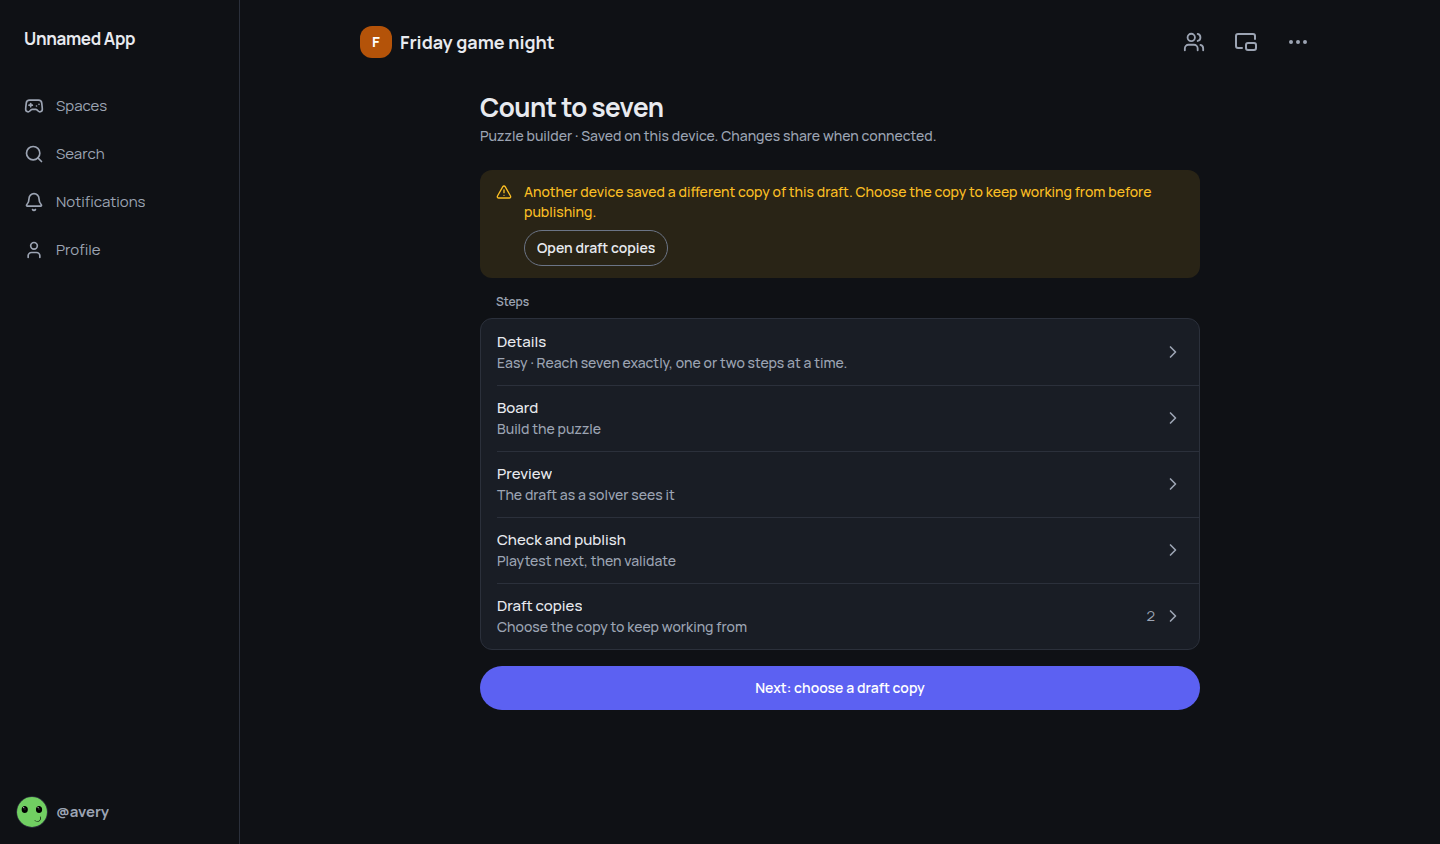 Unnamed App
Spaces
Search
Notifications
Profile
@avery
F Friday game night
Count to seven
Puzzle builder · Saved on this device. Changes share when connected.
Another device saved a different copy of this draft. Choose the copy to keep working from before
publishing.
Open draft copies
Steps
Details
Easy · Reach seven exactly, one or two steps at a time.
Board
Build the puzzle
Preview
The draft as a solver sees it
Check and publish
Playtest next, then validate
Draft copies
Choose the copy to keep working from
2
Next: choose a draft copy